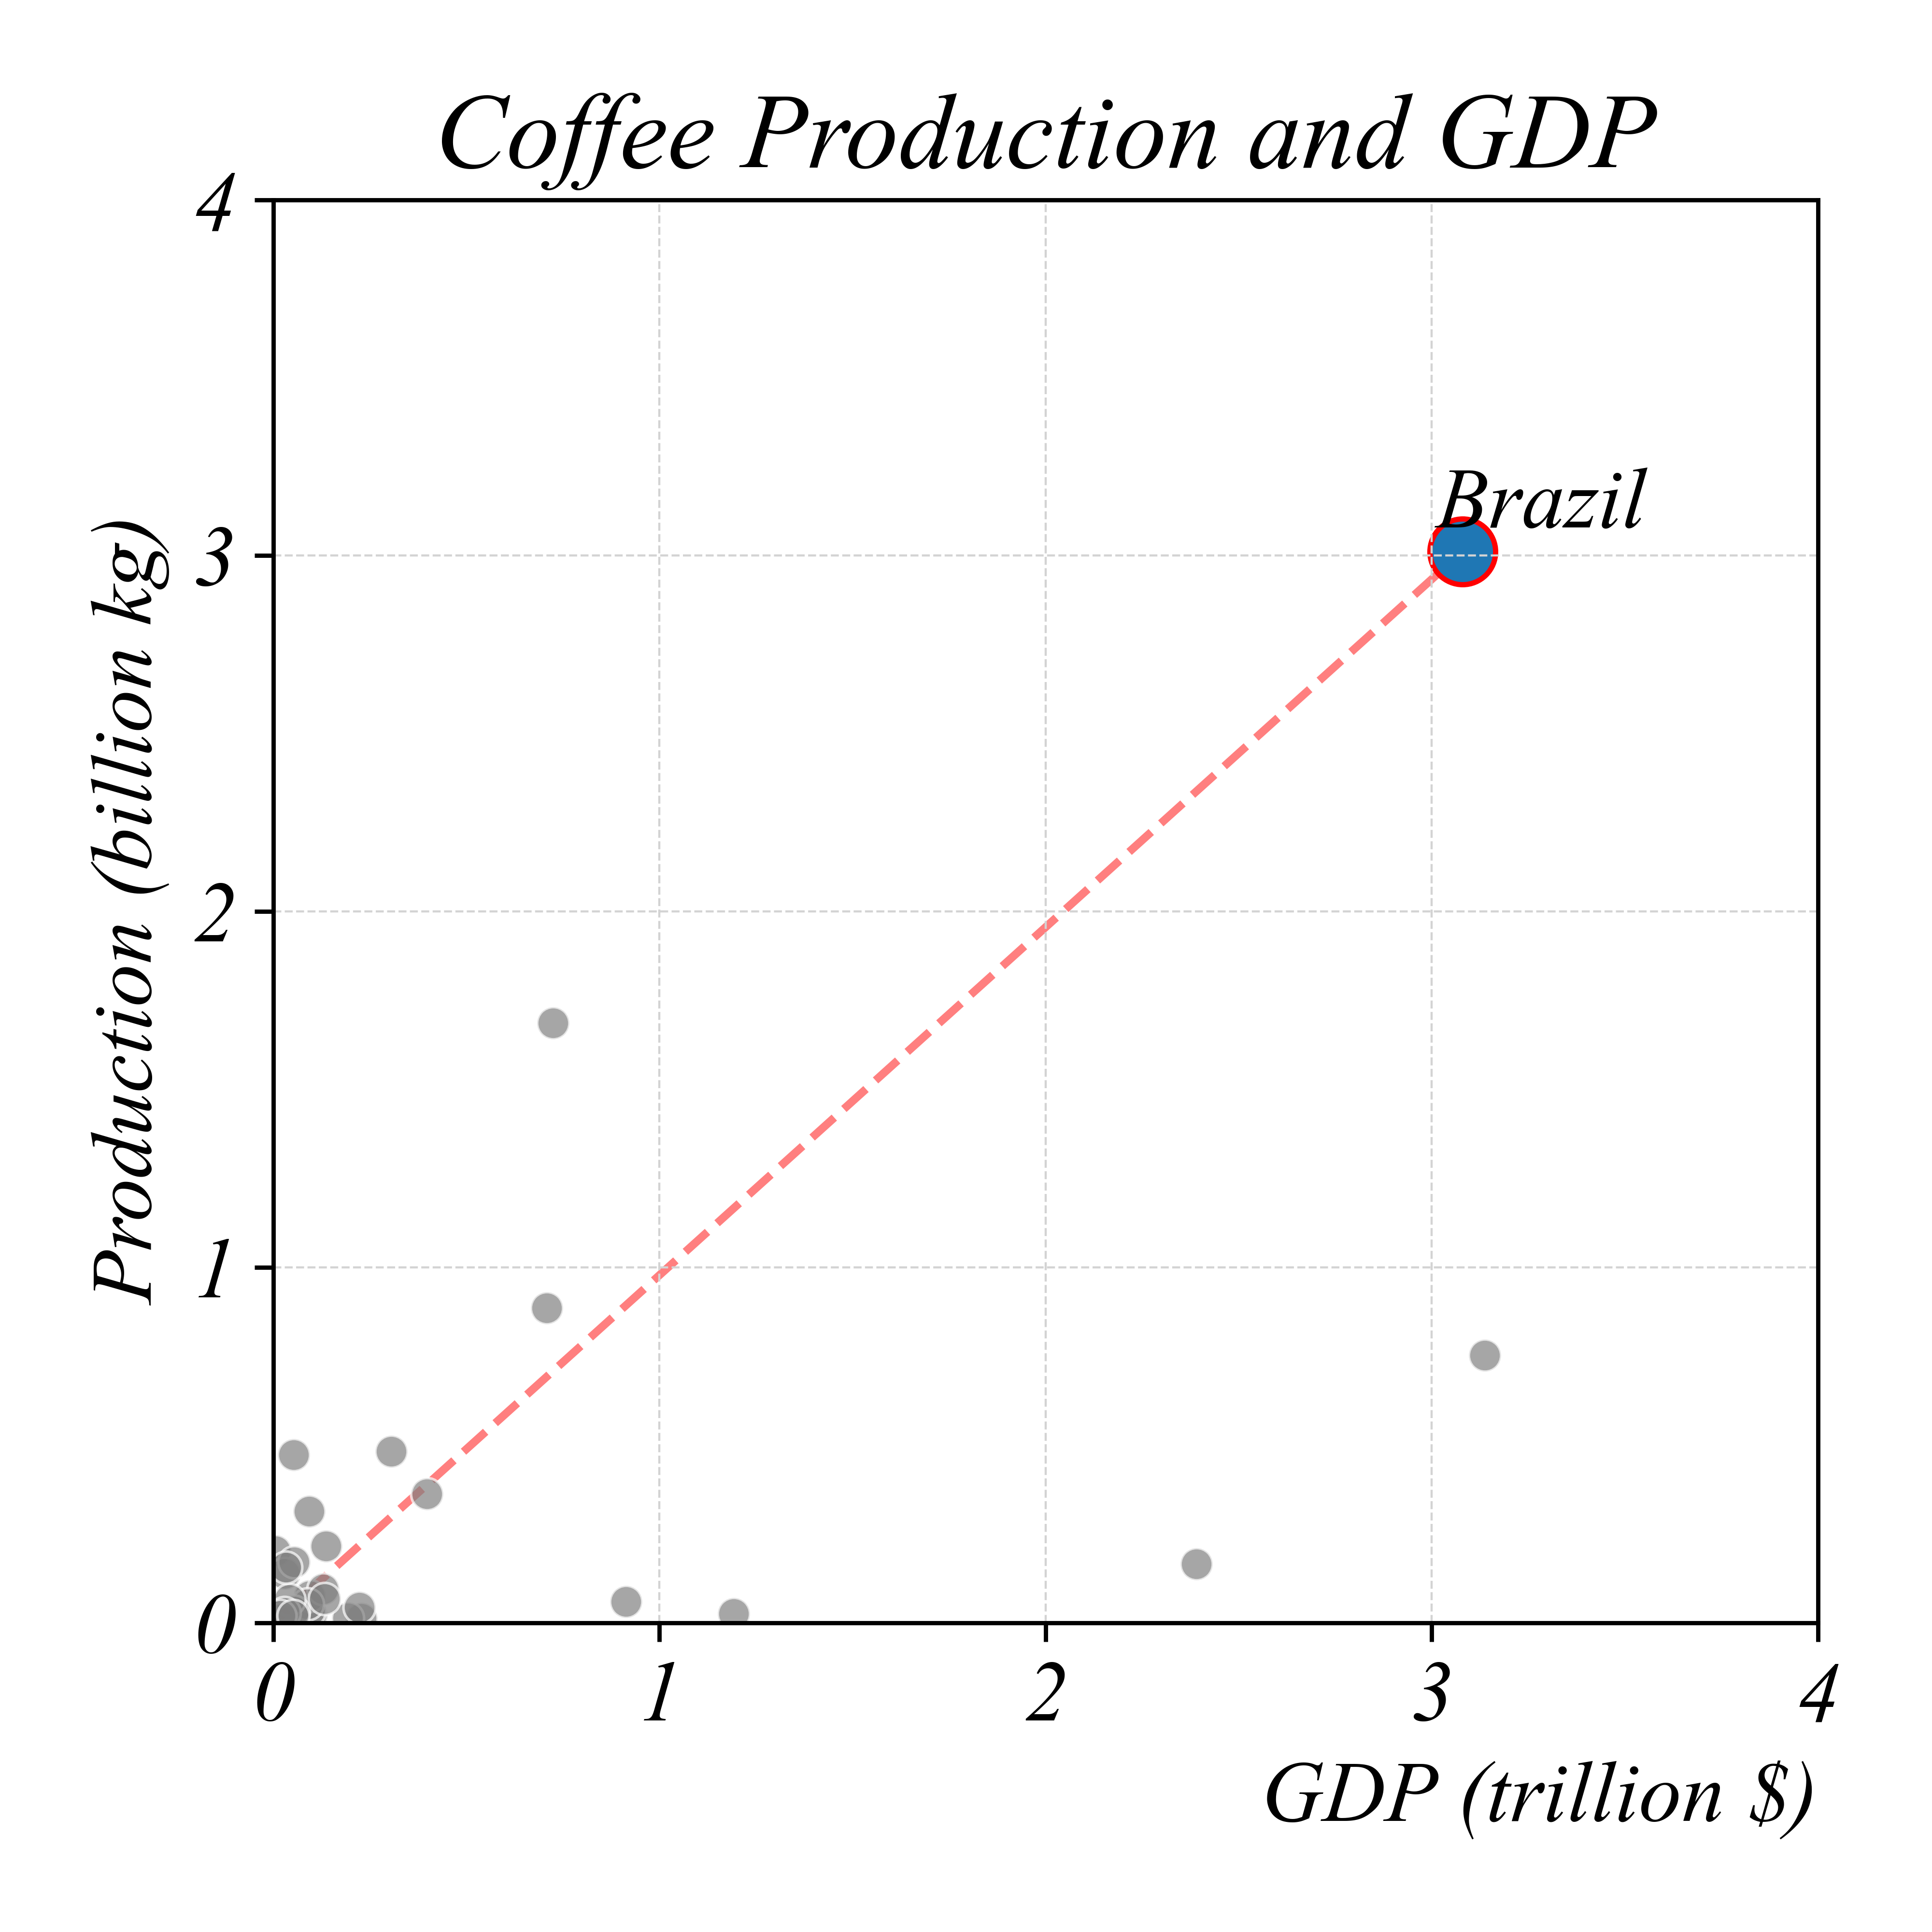 Coffee Production and GDP
4
3
2
1
0
Production (billion kg)
Brazil
0 1 2 3 4
GDP (trillion $)